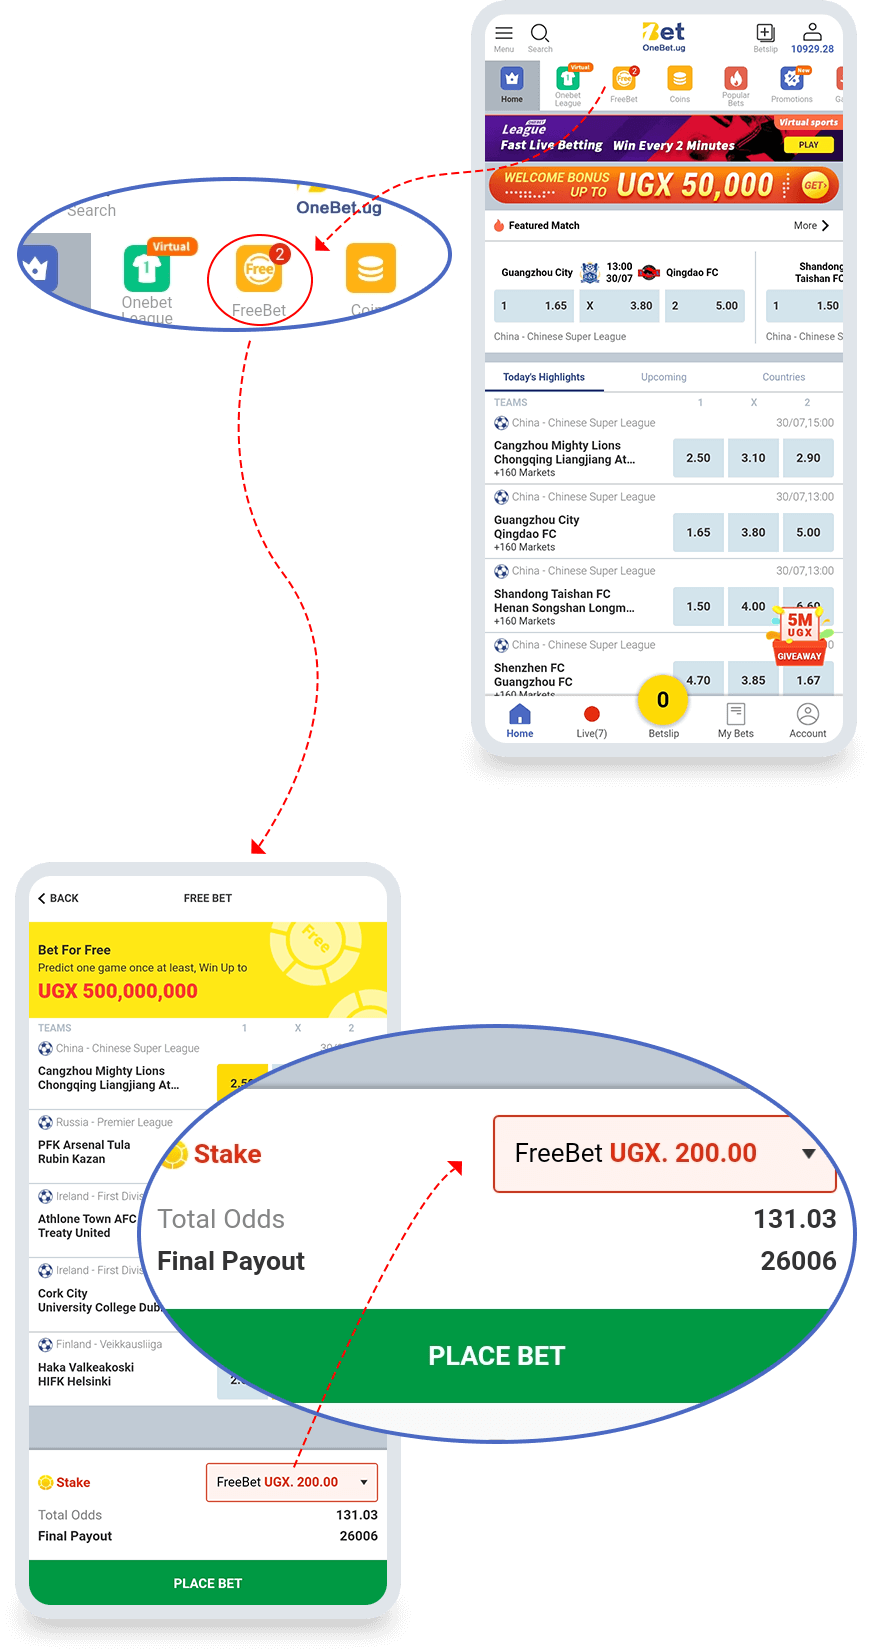 Menu
Search
Bet
OneBet.ug
Betslip
10929.28
Home
Virtual
Onebet
League
2
Free
FreeBet
Coins
Popular
Bets
New
Promotions
League
Fast Live Betting Win Every 2 Minutes
Virtual sports
PLAY
WELCOME BONUS
UP TO
UGX 50,000
GET>
Featured Match
More
Guangzhou City
13:00
30/07
Qingdao FC
Shandong
Taishan FC
1 1.65 X 3.80 2 5.00
1 1.50
China - Chinese Super League
China - Chinese S
Today's Highlights Upcoming Countries
TEAMS 1 X 2
China - Chinese Super League 30/07,15:00
Cangzhou Mighty Lions
Chongqing Liangjiang At...
+160 Markets
2.50 3.10 2.90
China - Chinese Super League 30/07,13:00
Guangzhou City
Qingdao FC
+160 Markets
1.65 3.80 5.00
China - Chinese Super League 30/07,13:00
Shandong Taishan FC
Henan Songshan Longm...
+160 Markets
1.50 4.00 6.60
5M
UGX
GIVEAWAY
China - Chinese Super League
Shenzhen FC
Guangzhou FC
+160 Markets
4.70 3.85 1.67
0
Home Live(7) Betslip My Bets Account
Search
OneBet.ug
Virtual
1
Onebet
League
2
Free
FreeBet
Coin
BACK FREE BET
Bet For Free
Predict one game once at least, Win Up to
UGX 500,000,000
Free
TEAMS 1 X 2
China - Chinese Super League 30/
Cangzhou Mighty Lions
Chongqing Liangjiang At...
2.50
Russia - Premier League
PFK Arsenal Tula
Rubin Kazan
Ireland - First Divis
Athlone Town AFC
Treaty United
Ireland - First Divi
Cork City
University College Dub
Finland - Veikkausliiga
Haka Valkeakoski
HIFK Helsinki
Stake
FreeBet UGX. 200.00
Total Odds 131.03
Final Payout 26006
PLACE BET
Stake
FreeBet UGX. 200.00
Total Odds 131.03
Final Payout 26006
PLACE BET